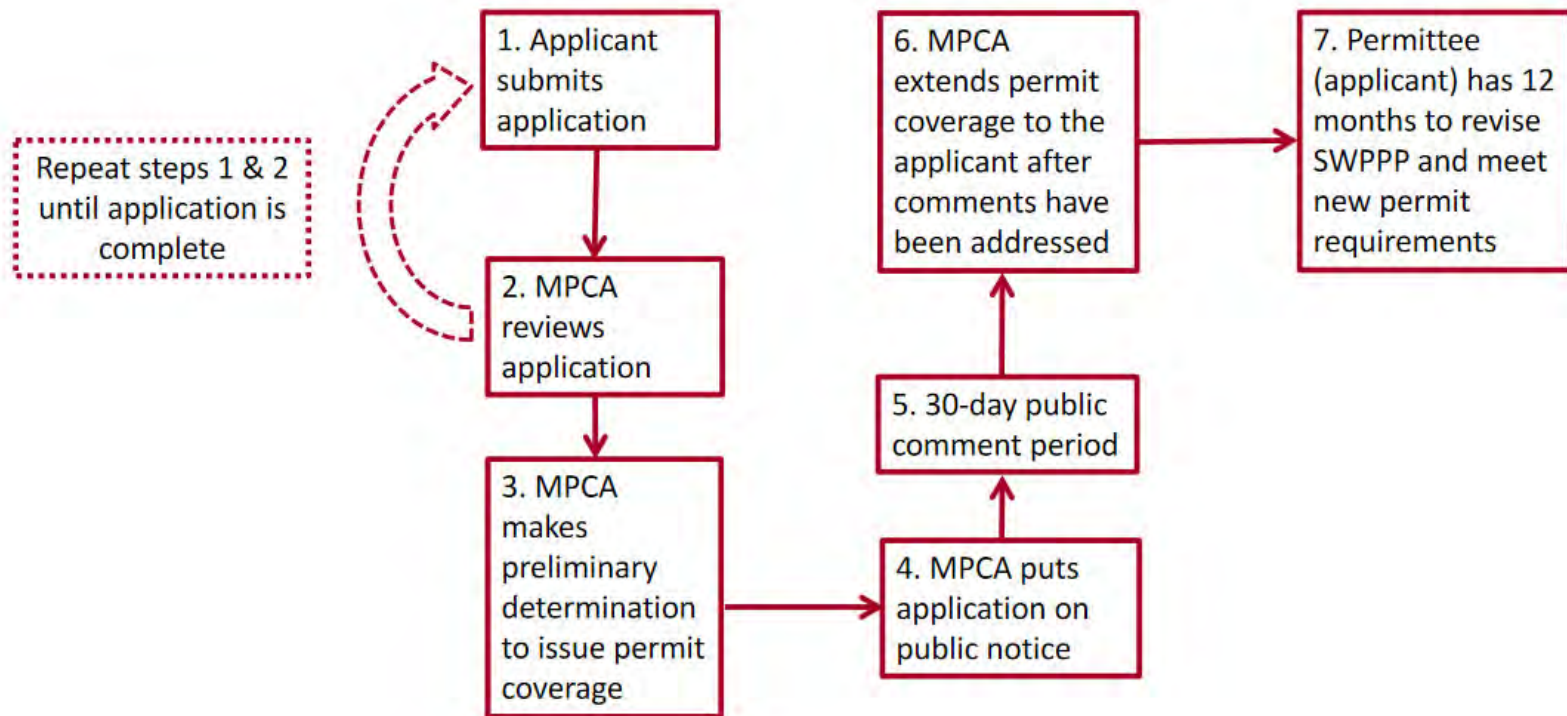 1. Applicant
submits
application
Repeat steps 1 & 2
until application is
complete
2. MPCA
reviews
application
3. MPCA
makes
preliminary
determination
to issue permit
coverage
4. MPCA puts
application on
public notice
5. 30-day public
comment period
6. MPCA
extends permit
coverage to the
applicant after
comments have
been addressed
7. Permittee
(applicant) has 12
months to revise
SWPPP and meet
new permit
requirements